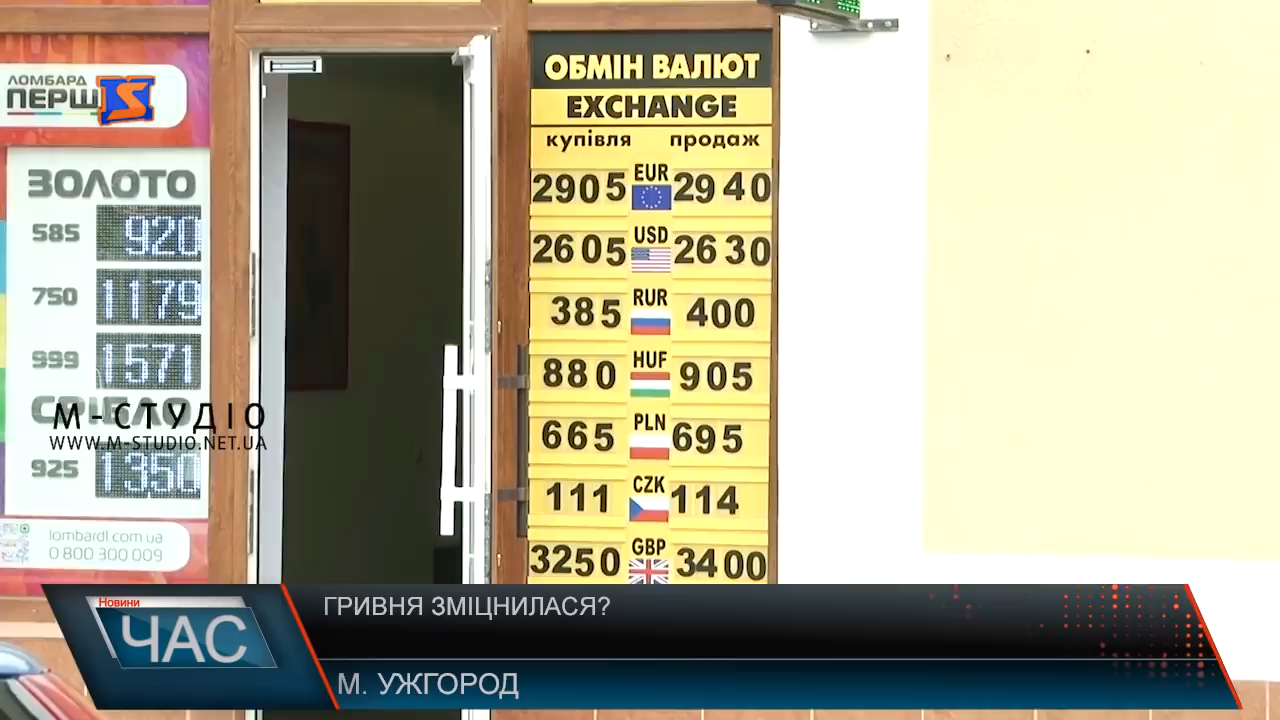 ЛОМБАРД
ПЕРШ
ЗОЛОТО
585 920
750 1179
999 1571
925 1350
lombard1.com.ua
0 800 300 009
М-СТУДІО
WWW.M-STUDIO.NET.UA
ОБМІН ВАЛЮТ
EXCHANGE
купівля продаж
2905 EUR 2940
2605 USD 2630
385 RUR 400
880 HUF 905
665 PLN 695
111 CZK 114
3250 GBP 3400
Новини
ЧАС
ГРИВНЯ ЗМІЦНИЛАСЯ?
М. УЖГОРОД